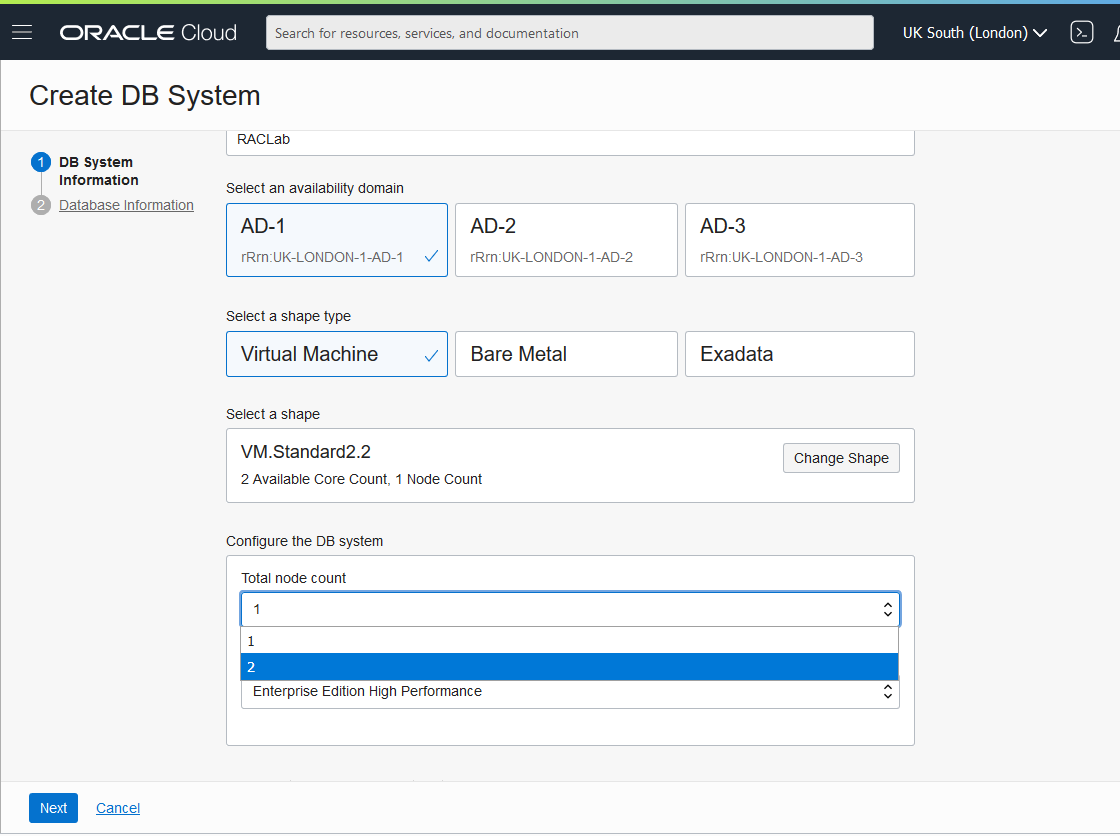 ORACLE Cloud
Search for resources, services, and documentation
UK South (London)
Create DB System
1 DB System
Information
2 Database Information
RACLab
Select an availability domain
AD-1
rRrn:UK-LONDON-1-AD-1
AD-2
rRrn:UK-LONDON-1-AD-2
AD-3
rRrn:UK-LONDON-1-AD-3
Select a shape type
Virtual Machine
Bare Metal
Exadata
Select a shape
VM.Standard2.2
2 Available Core Count, 1 Node Count
Change Shape
Configure the DB system
Total node count
1
1
2
Enterprise Edition High Performance
Next
Cancel